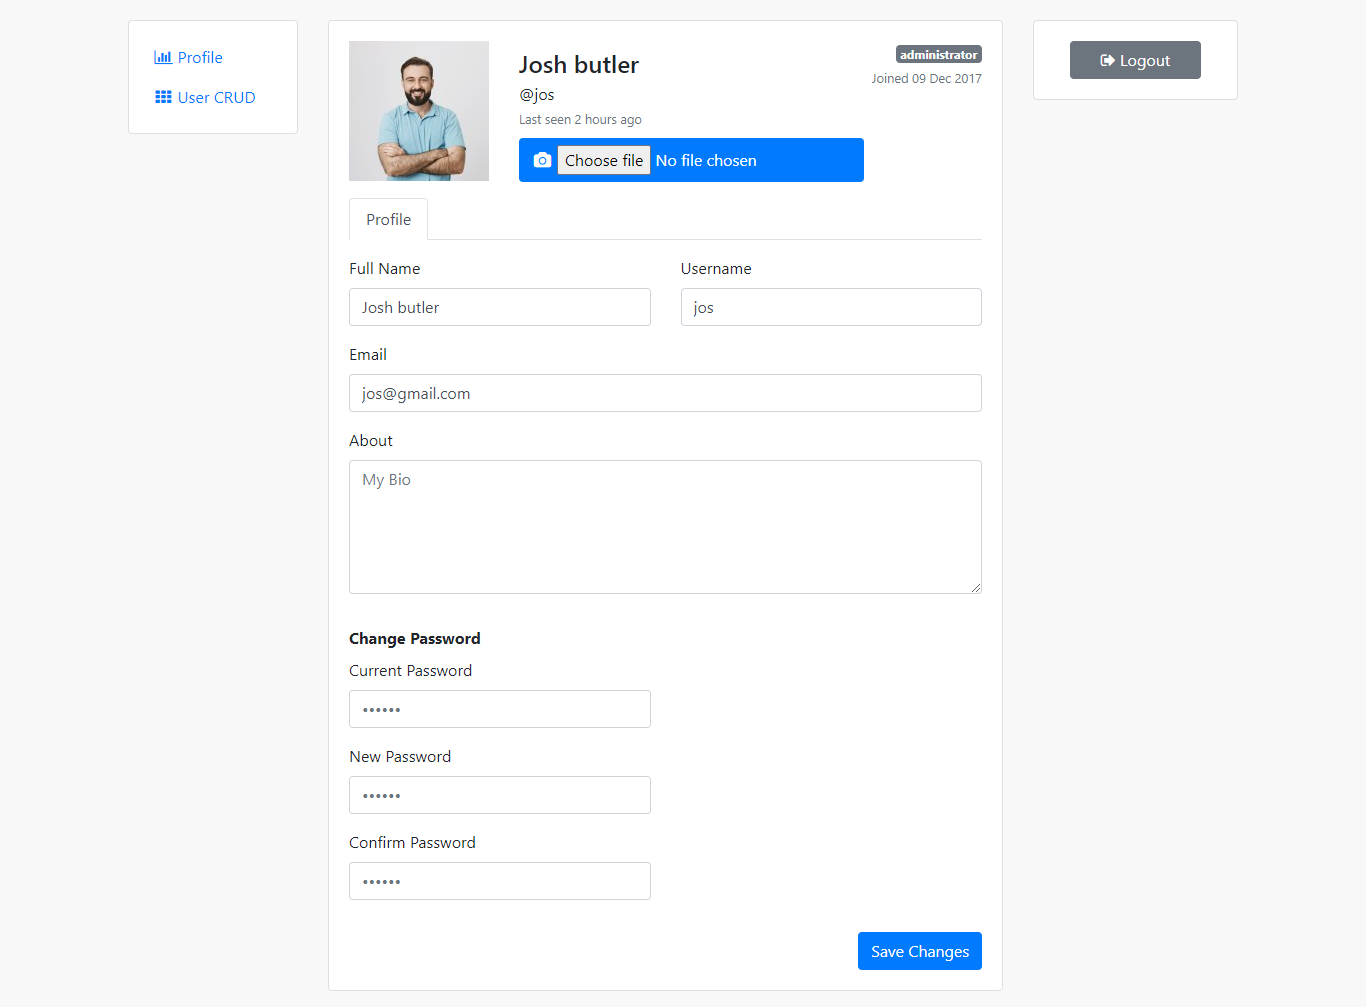 Profile
User CRUD
Josh butler
@jos
Last seen 2 hours ago
Choose file No file chosen
administrator
Joined 09 Dec 2017
Logout
Profile
Full Name
Josh butler
Username
jos
Email
jos@gmail.com
About
My Bio
Change Password
Current Password
••••••
New Password
••••••
Confirm Password
••••••
Save Changes